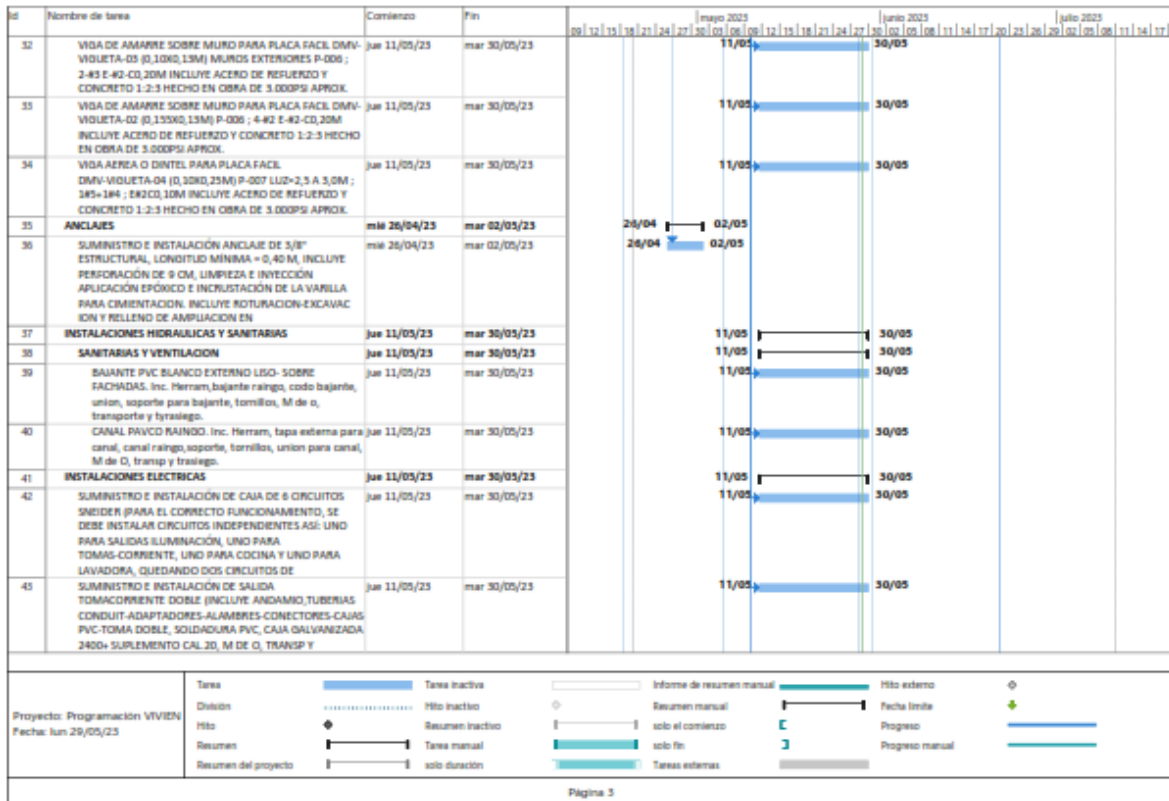 Id Nombre de tarea Comienzo Fin mayo 2023 junio 2023 julio 2023
09 12 15 18 21 24 27 30 03 06 09 12 15 18 21 24 27 30 02 05 08 11 14 17 20 23 26 29 02 05 08 11 14 17
32 VIGA DE AMARRE SOBRE MURO PARA PLACA FACIL DMV- jue 11/05/23 mar 30/05/23 11/05 30/05
VIGUETA-03 (0,10X0,13M) MUROS EXTERIORES P-006 ;
2-#3 E-#2-C0,20M INCLUYE ACERO DE REFUERZO Y
CONCRETO 1:2:3 HECHO EN OBRA DE 3.000PSI APROX.
33 VIGA DE AMARRE SOBRE MURO PARA PLACA FACIL DMV- jue 11/05/23 mar 30/05/23 11/05 30/05
VIGUETA-02 (0,155X0,13M) P-006 ; 4-#2 E-#2-C0,20M
INCLUYE ACERO DE REFUERZO Y CONCRETO 1:2:3 HECHO
EN OBRA DE 3.000PSI APROX.
34 VIGA AEREA O DINTEL PARA PLACA FACIL jue 11/05/23 mar 30/05/23 11/05 30/05
DMV-VIGUETA-04 (0,10X0,25M) P-007 LUZ=2,5 A 3,0M ;
1#5+1#4 ; E#2C0,10M INCLUYE ACERO DE REFUERZO Y
CONCRETO 1:2:3 HECHO EN OBRA DE 3.000PSI APROX.
35 ANCLAJES mié 26/04/23 mar 02/05/23 26/04 02/05
36 SUMINISTRO E INSTALACIÓN ANCLAJE DE 3/8" mié 26/04/23 mar 02/05/23 26/04 02/05
ESTRUCTURAL, LONGITUD MÍNIMA = 0,40 M, INCLUYE
PERFORACIÓN DE 9 CM, LIMPIEZA E INYECCIÓN
APLICACIÓN EPÓXICO E INCRUSTACIÓN DE LA VARILLA
PARA CIMENTACION. INCLUYE ROTURACION-EXCAVAC
ION Y RELLENO DE AMPLIACION EN
37 INSTALACIONES HIDRAULICAS Y SANITARIAS jue 11/05/23 mar 30/05/23 11/05 30/05
38 SANITARIAS Y VENTILACION jue 11/05/23 mar 30/05/23 11/05 30/05
39 BAJANTE PVC BLANCO EXTERNO LISO- SOBRE jue 11/05/23 mar 30/05/23 11/05 30/05
FACHADAS. Inc. Herram,bajante raingo, codo bajante,
union, soporte para bajante, tornillos, M de o,
transporte y tyrasiego.
40 CANAL PAVCO RAINGO. Inc. Herram, tapa externa para jue 11/05/23 mar 30/05/23 11/05 30/05
canal, canal raingo,soporte, tornillos, union para canal,
M de O, transp y trasiego.
41 INSTALACIONES ELECTRICAS jue 11/05/23 mar 30/05/23 11/05 30/05
42 SUMINISTRO E INSTALACIÓN DE CAJA DE 6 CIRCUITOS jue 11/05/23 mar 30/05/23 11/05 30/05
SNEIDER (PARA EL CORRECTO FUNCIONAMIENTO, SE
DEBE INSTALAR CIRCUITOS INDEPENDIENTES ASÍ: UNO
PARA SALIDAS ILUMINACIÓN, UNO PARA
TOMAS-CORRIENTE, UNO PARA COCINA Y UNO PARA
LAVADORA, QUEDANDO DOS CIRCUITOS DE
43 SUMINISTRO E INSTALACIÓN DE SALIDA jue 11/05/23 mar 30/05/23 11/05 30/05
TOMACORRIENTE DOBLE (INCLUYE ANDAMIO,TUBERIAS
CONDUIT-ADAPTADORES-ALAMBRES-CONECTORES-CAJAS
PVC-TOMA DOBLE, SOLDADURA PVC, CAJA GALVANIZADA
2400+ SUPLEMENTO CAL.20, M DE O, TRANSP Y
Proyecto: Programación VIVIEN
Fecha: lun 29/05/23
Tarea Tarea inactiva Informe de resumen manual Hito externo
División Hito inactivo Resumen manual Fecha límite
Hito Resumen inactivo solo el comienzo Progreso
Resumen Tarea manual solo fin Progreso manual
Resumen del proyecto solo duración Tareas externas
Página 3